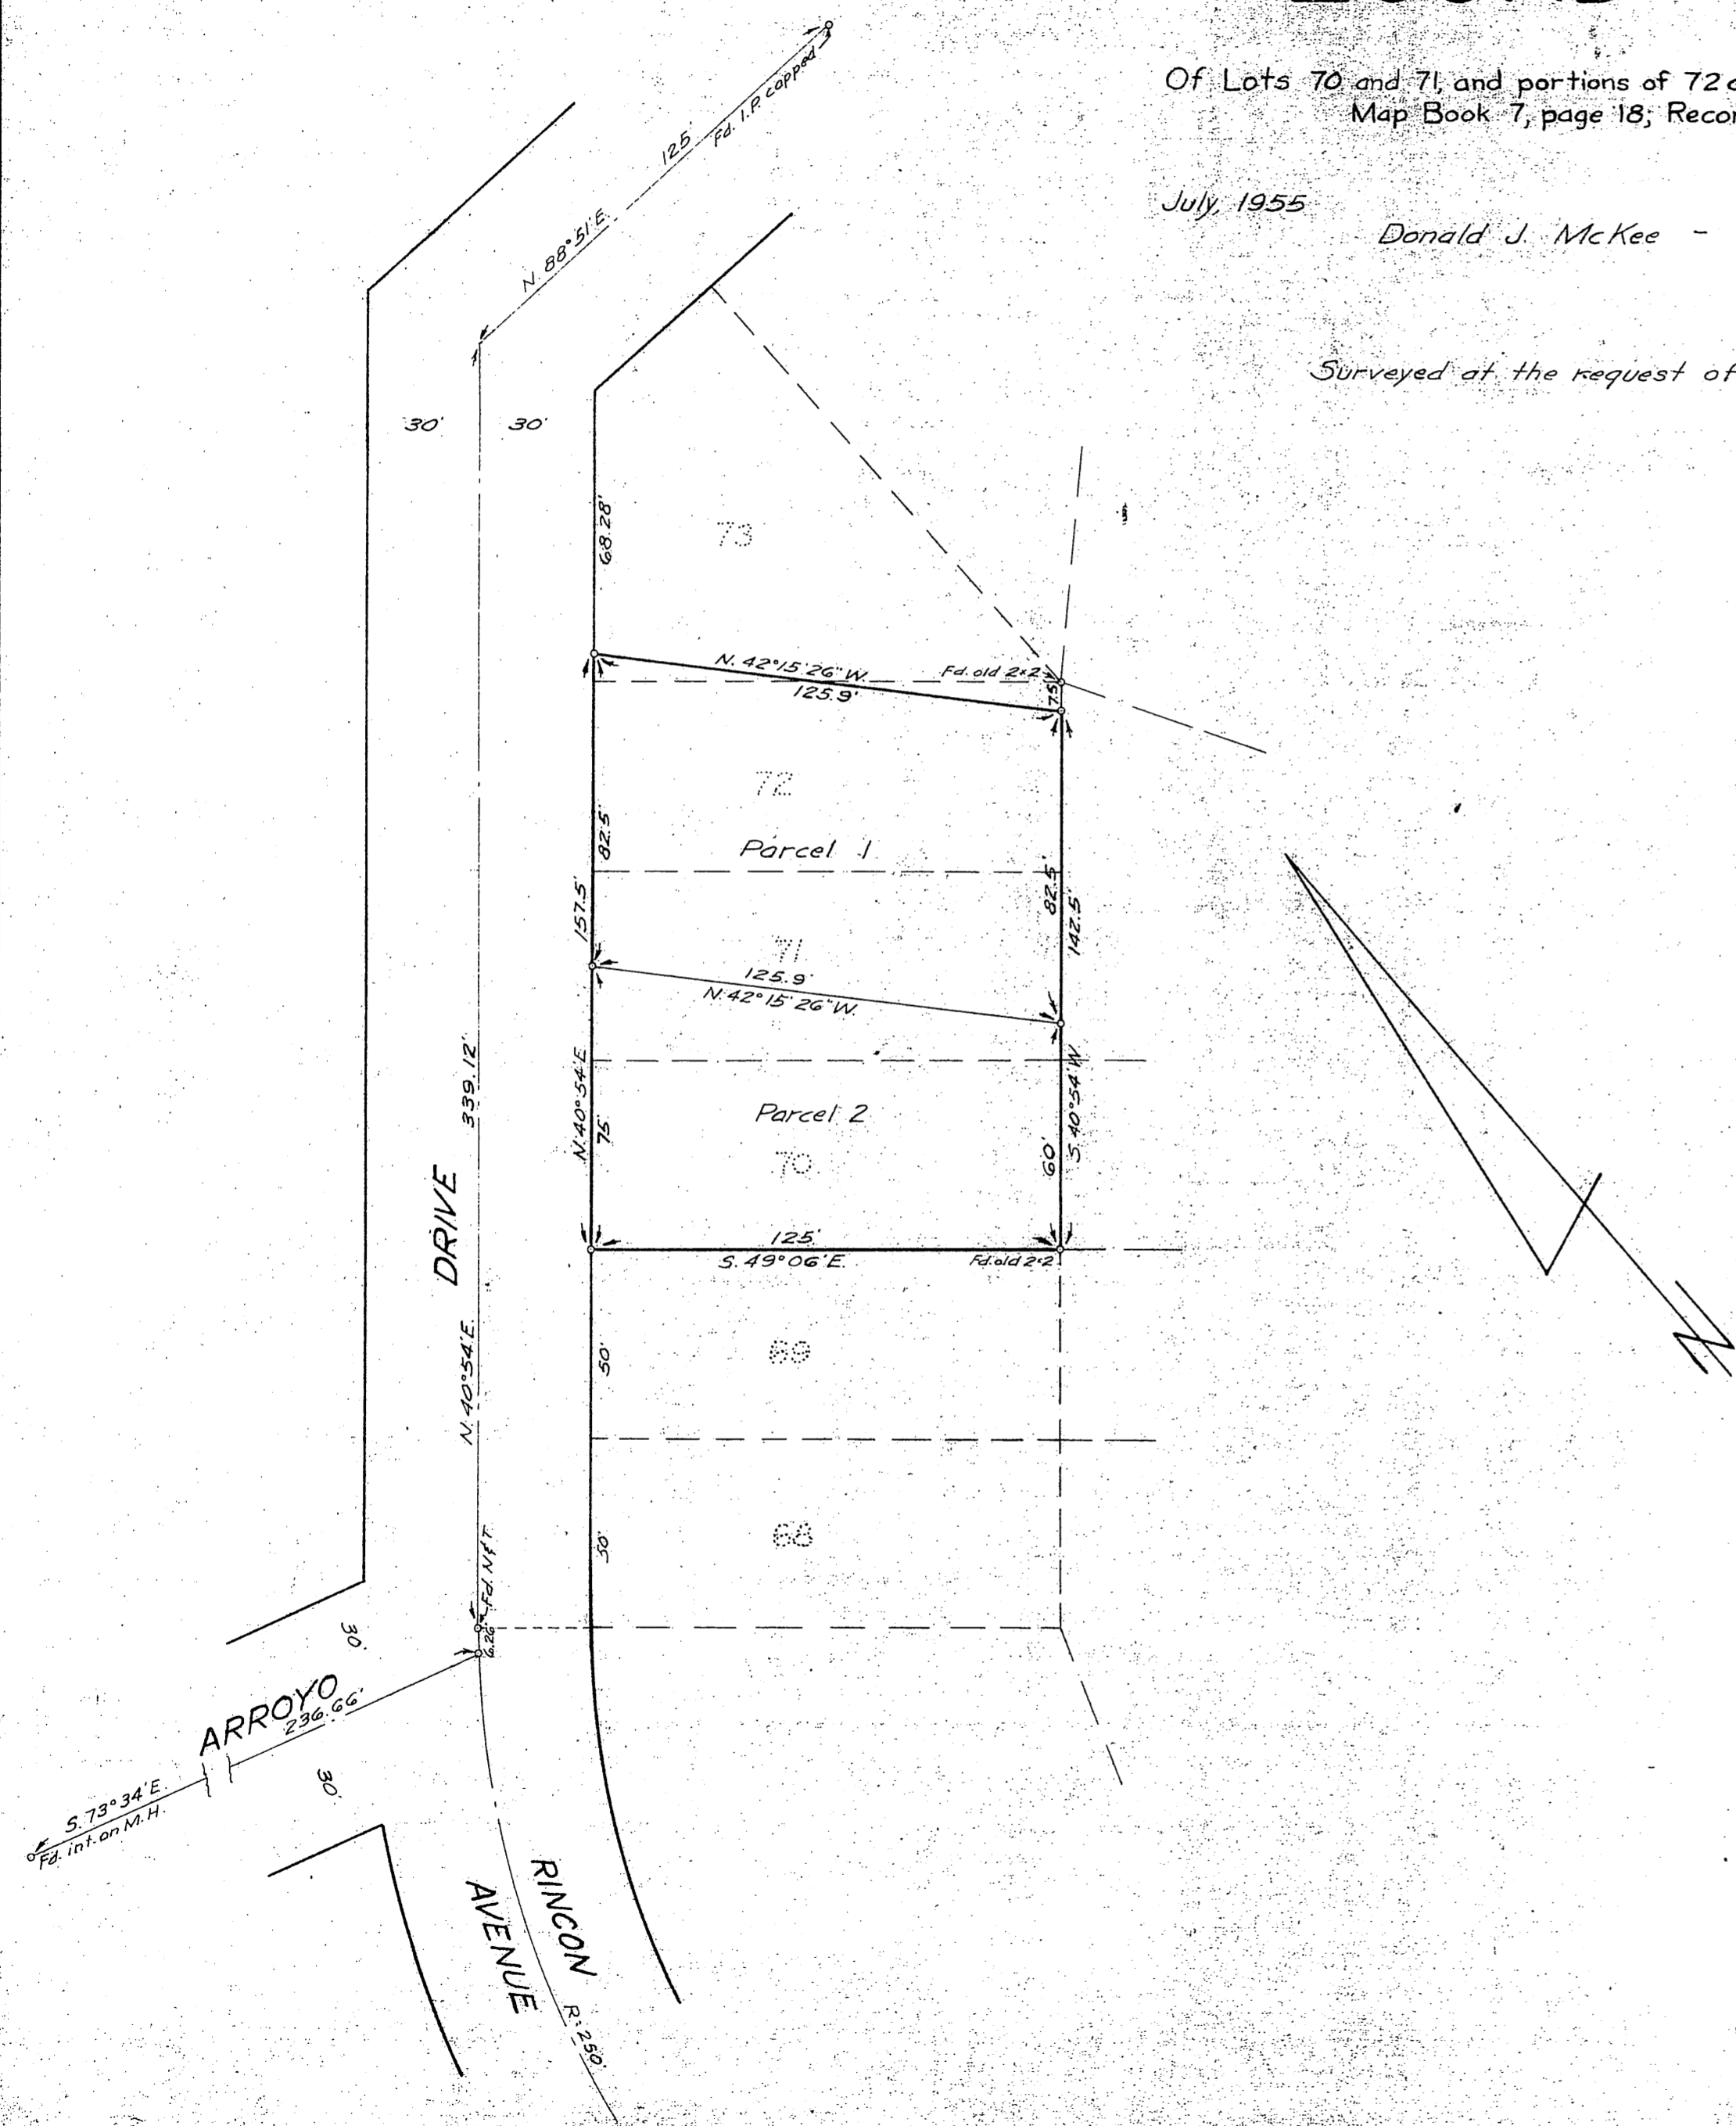 Of Lots 70 and 71, and portions of 72
Map Book 7, page 18;
July, 1955
Donald J. McKee -
Surveyed at the request of
125'
Fd. I.P. capped
N. 88°51'E.
30'
30'
68.28'
73
N. 42°15'26" W.
125.9'
Fd. old 2x2
7.5'
72
82.5'
Parcel 1
157.5'
82.5'
142.5'
71
125.9'
N. 42°15'26" W.
N. 40°54'E
75'
Parcel 2
70
60'
S. 40°54'W.
339.12'
DRIVE
N. 40°54'E.
125'
S. 49°06'E.
Fd. old 2x2
69
50'
68
50'
Fd. N&T.
6.26'
30'
ARROYO
236.66'
S. 73°34'E.
Fd. int. on M.H.
30'
RINCON
AVENUE
R=250'
N